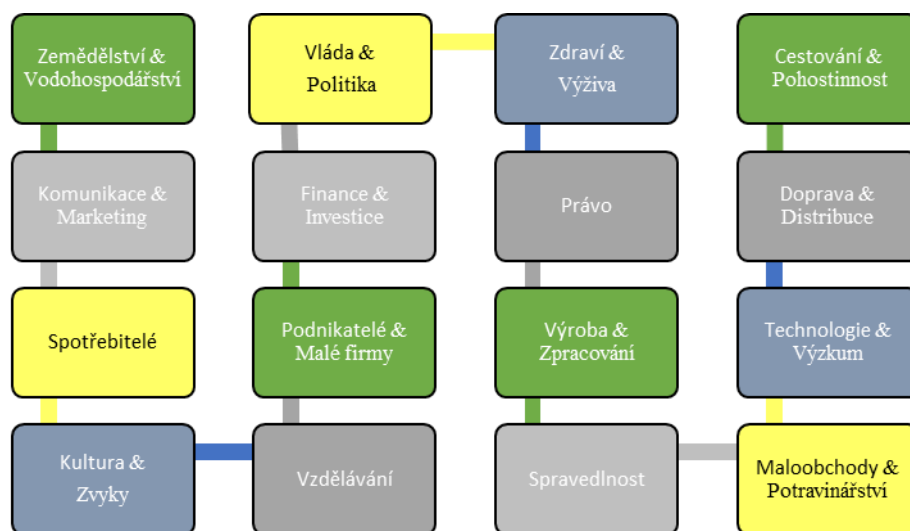 Zemědělství &
Vodohospodářství
Vláda &
Politika
Zdraví &
Výživa
Cestování &
Pohostinnost
Komunikace &
Marketing
Finance &
Investice
Právo
Doprava &
Distribuce
Spotřebitelé
Podnikatelé &
Malé firmy
Výroba &
Zpracování
Technologie &
Výzkum
Kultura &
Zvyky
Vzdělávání
Spravedlnost
Maloobchody &
Potravinářství